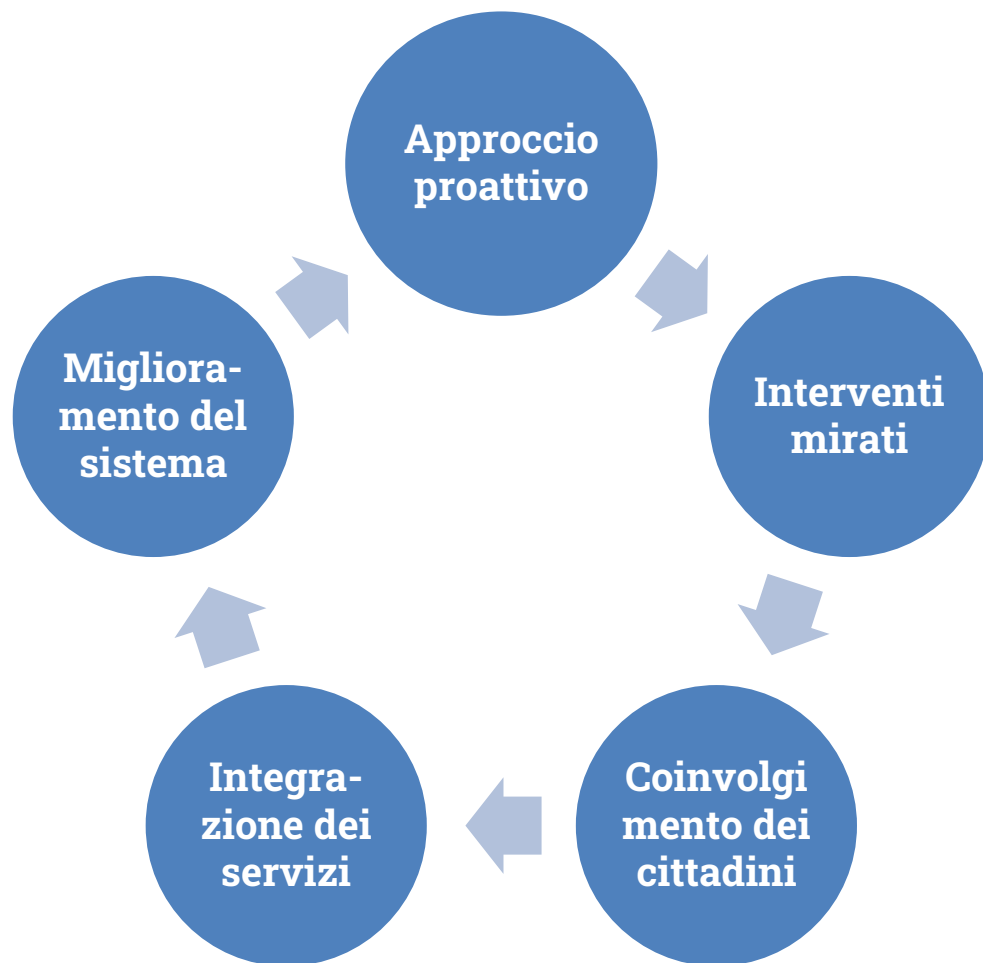 Approccio
proattivo
Interventi
mirati
Coinvolgi
mento dei
cittadini
Integra-
zione dei
servizi
Migliora-
mento del
sistema